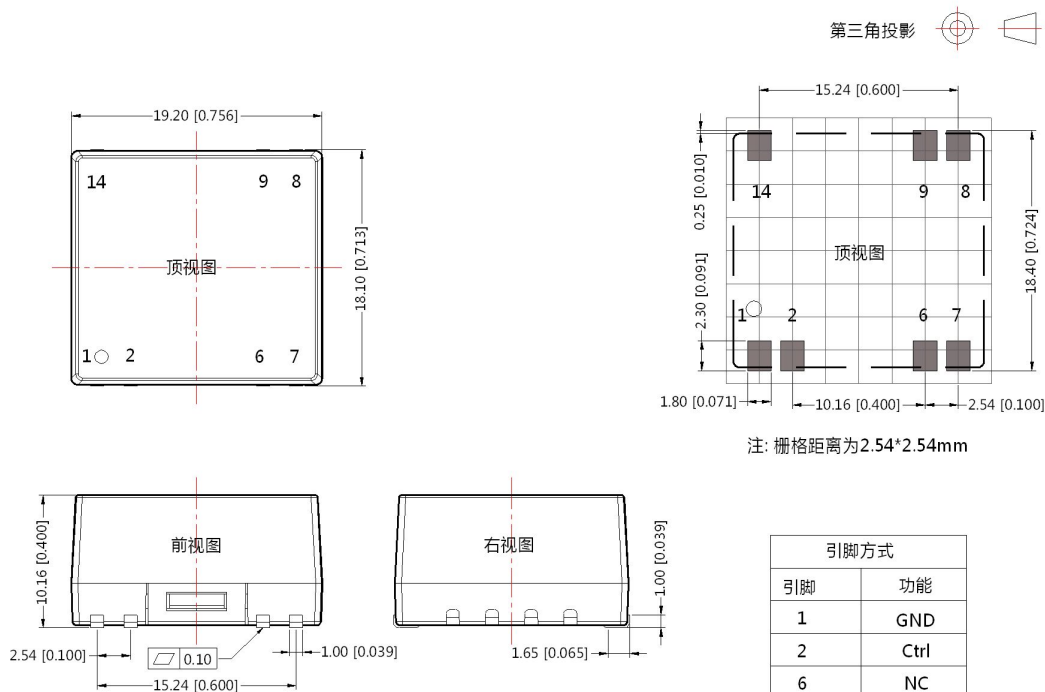 第三角投影
19.20 [0.756]
14
9
8
顶视图
18.10 [0.713]
1
2
6
7
15.24 [0.600]
0.25 [0.010]
14
9
8
顶视图
18.40 [0.724]
2.30 [0.091]
1
2
6
7
1.80 [0.071]
10.16 [0.400]
2.54 [0.100]
注: 栅格距离为2.54*2.54mm
10.16 [0.400]
前视图
2.54 [0.100]
0.10
1.00 [0.039]
15.24 [0.600]
右视图
1.00 [0.039]
1.65 [0.065]
引脚方式
引脚 功能
1 GND
2 Ctrl
6 NC